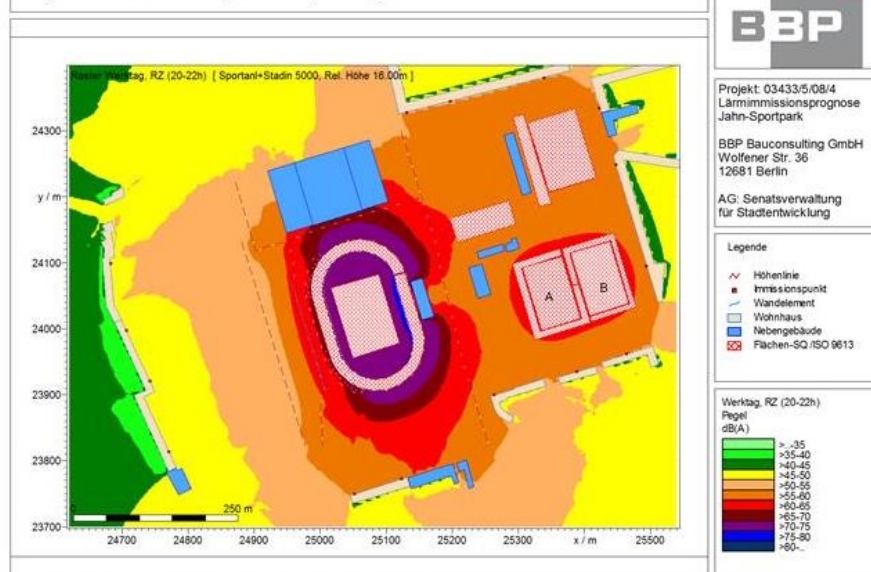 BBP
Raster Werktag, RZ (20-22h) [ Sportanl+Stadin 5000, Rel. Höhe 16.00m ]
24300
y / m
24100
24000
23900
23800
23700
A
B
0
250 m
24700
24800
24900
25000
25100
25200
25300
x / m
25500
Projekt: 03433/5/08/4
Lärmimmissionsprognose
Jahn-Sportpark
BBP Bauconsulting GmbH
Wolfener Str. 36
12681 Berlin
AG: Senatsverwaltung
für Stadtentwicklung
Legende
Höhenlinie
Immissionspunkt
Wandelement
Wohnhaus
Nebengebäude
Flächen-SQ /ISO 9613
Werktag, RZ (20-22h)
Pegel
dB(A)
>..-35
>35-40
>40-45
>45-50
>50-55
>55-60
>60-65
>65-70
>70-75
>75-80
>80-..